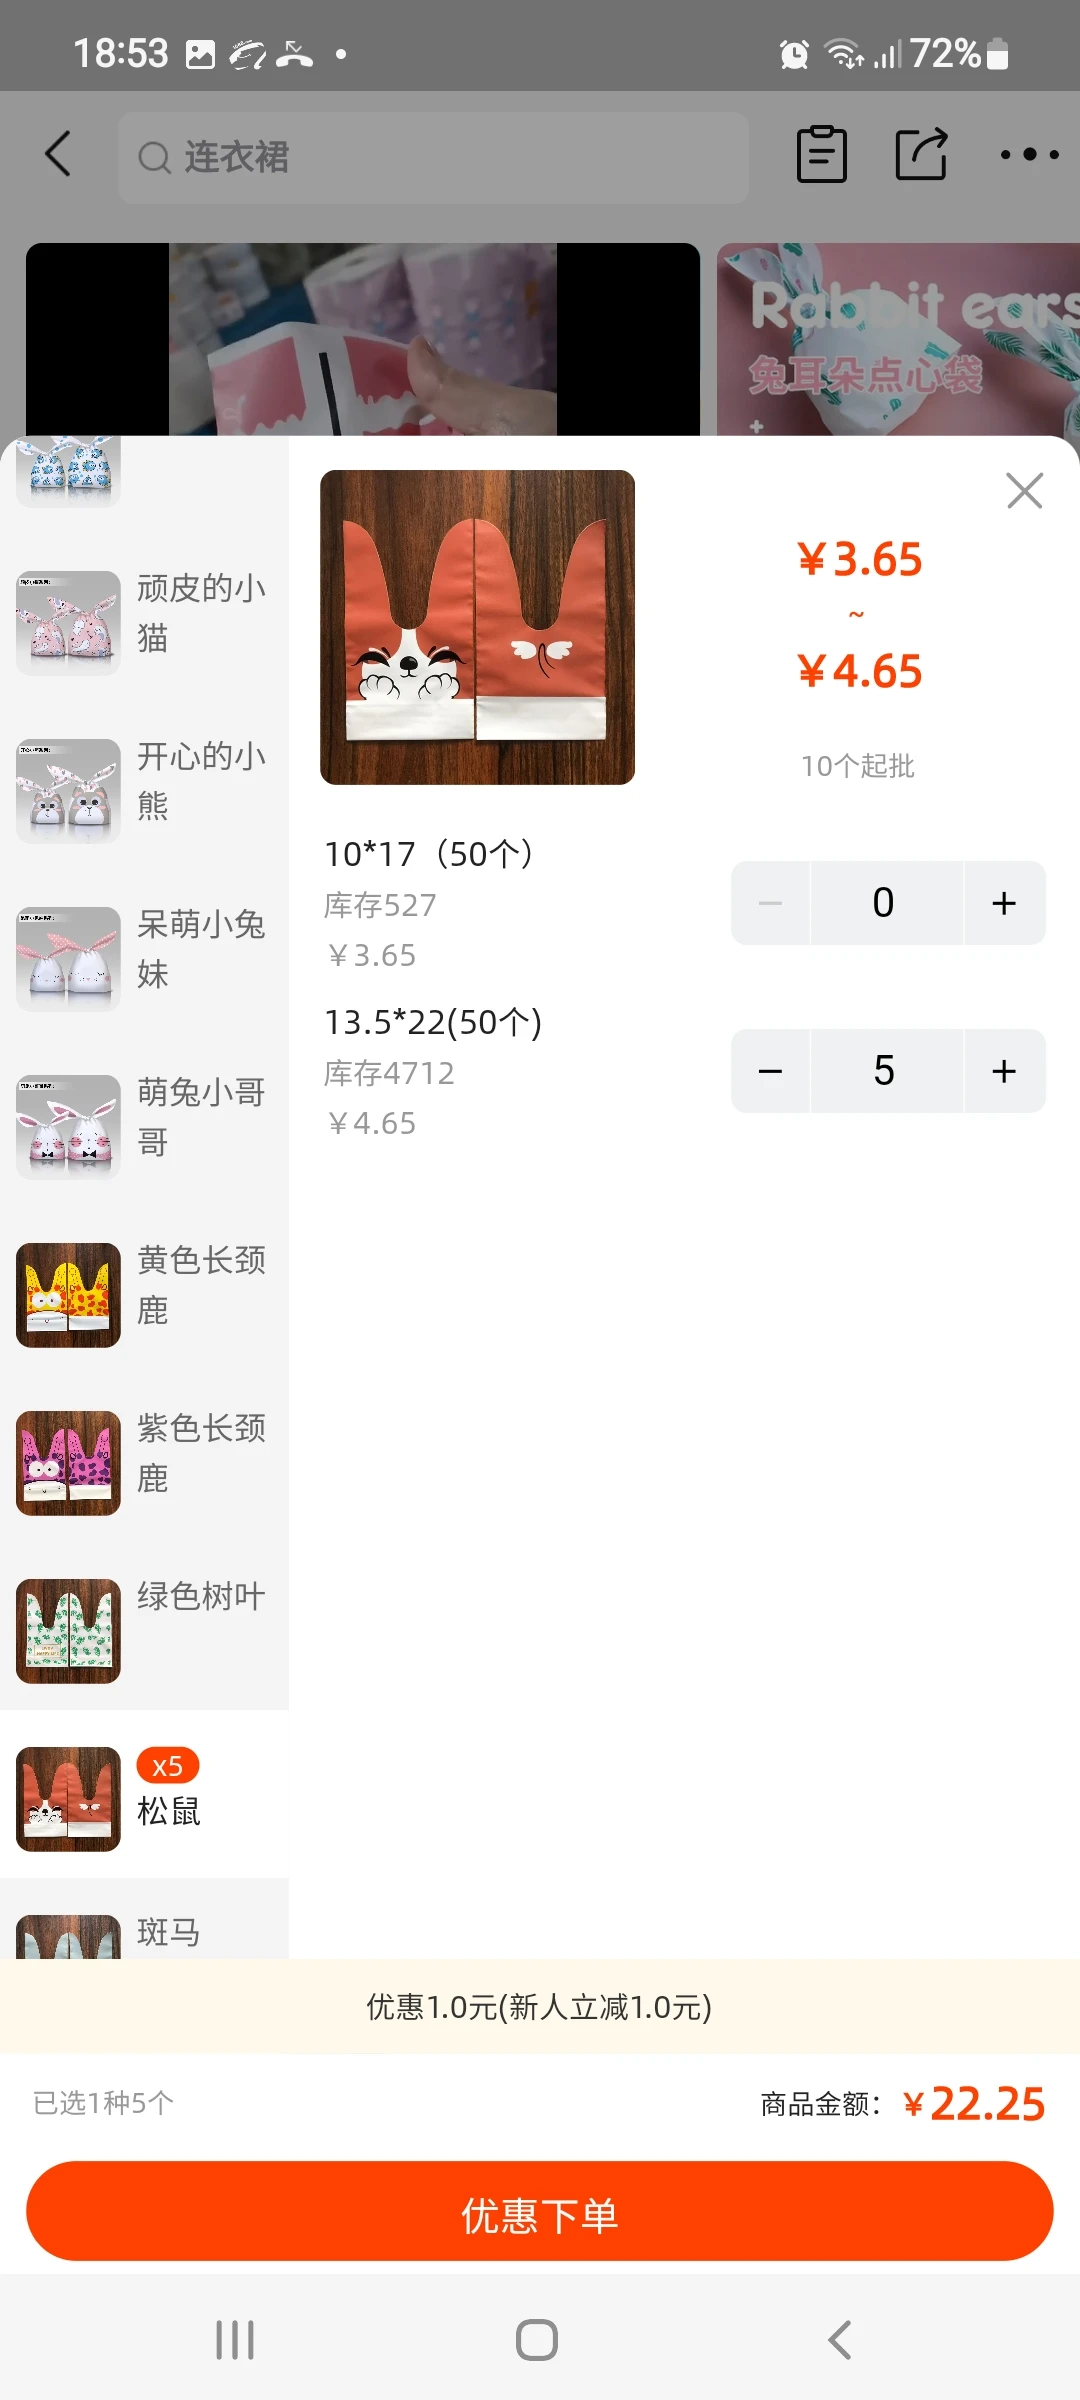 18:53
72%
连衣裙
Rabbit ears
兔耳朵点心袋
¥3.65
~
¥4.65
10个起批
顽皮的小
猫
开心的小
熊
呆萌小兔
妹
萌兔小哥
哥
黄色长颈
鹿
紫色长颈
鹿
绿色树叶
x5
松鼠
斑马
10*17（50个）
库存527
¥3.65
0
13.5*22(50个)
库存4712
¥4.65
5
优惠1.0元(新人立减1.0元)
已选1种5个
商品金额：¥22.25
优惠下单